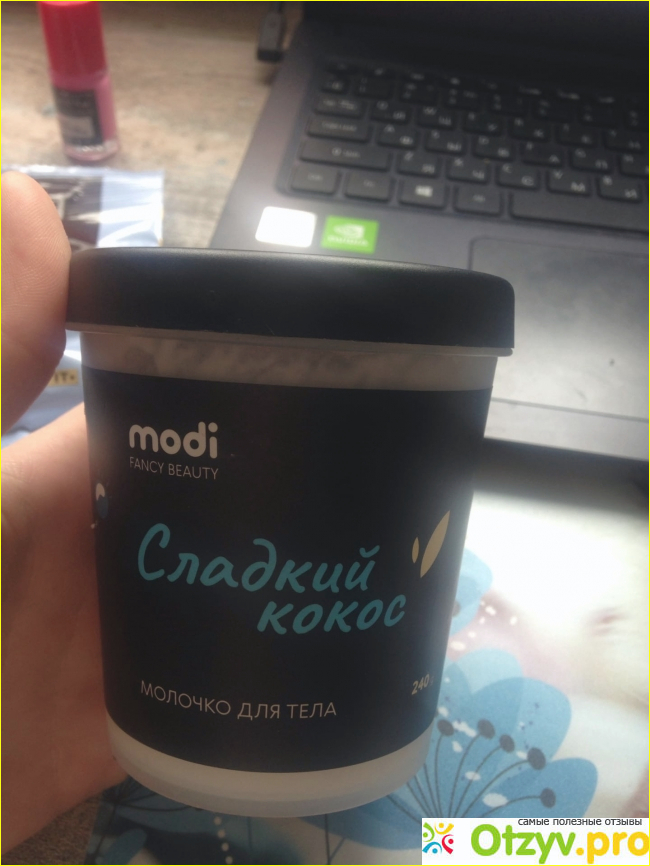 modi
FANCY BEAUTY
Сладкий
кокос
240
МОЛОЧКО ДЛЯ ТЕЛА
самые полезные отзывы
Otzyv.pro